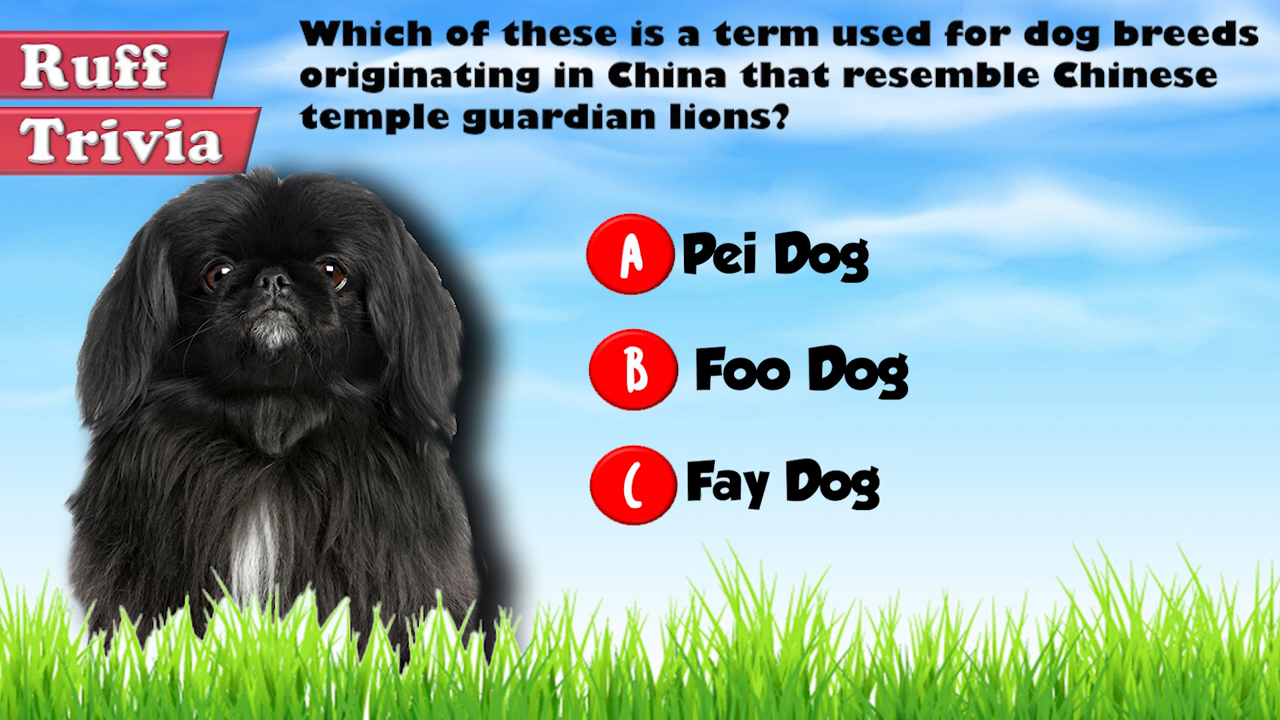 Ruff
Trivia
Which of these is a term used for dog breeds
originating in China that resemble Chinese
temple guardian lions?
A Pei Dog
B Foo Dog
C Fay Dog